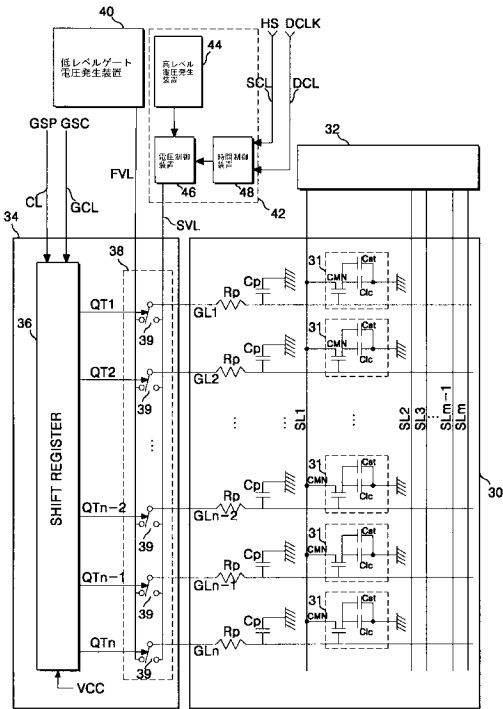 40
低レベルゲート
電圧発生装置
44
高レベル
電圧発生
装置
HS DCLK
SCL
DCL
32
GSP GSC
FVL
電圧制御
装置
46
時間制御
装置
48
42
CL
GCL
SVL
34
36
38
SHIFT REGISTER
QT1
39
GL1
Rp
Cp
31
CMN
Cst
Clc
QT2
39
GL2
Rp
Cp
31
CMN
Cst
Clc
SL1
SL2
SL3
SLm-1
SLm
30
QTn-2
39
GLn-2
Rp
Cp
31
CMN
Cst
Clc
QTn-1
39
GLn-1
Rp
Cp
31
CMN
Cst
Clc
QTn
39
GLn
Rp
Cp
31
CMN
Cst
Clc
VCC